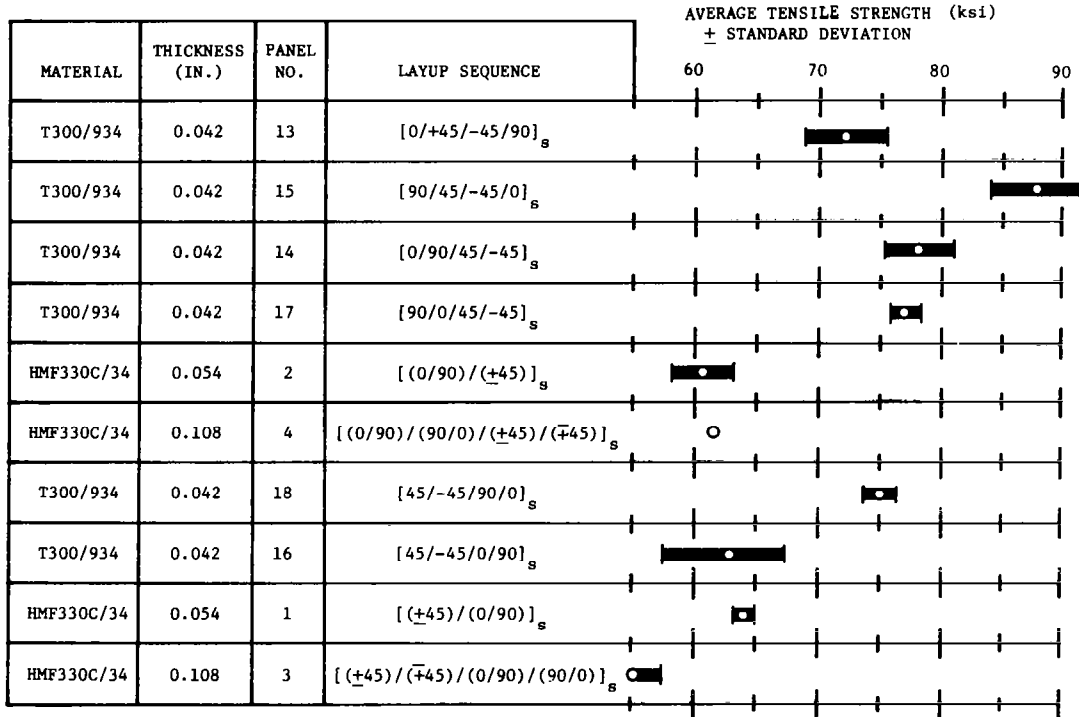 AVERAGE TENSILE STRENGTH (ksi)
± STANDARD DEVIATION
MATERIAL THICKNESS (IN.) PANEL NO. LAYUP SEQUENCE 60 70 80 90
T300/934 0.042 13 [0/+45/-45/90]s
T300/934 0.042 15 [90/45/-45/0]s
T300/934 0.042 14 [0/90/45/-45]s
T300/934 0.042 17 [90/0/45/-45]s
HMF330C/34 0.054 2 [(0/90)/(±45)]s
HMF330C/34 0.108 4 [(0/90)/(90/0)/(±45)/(∓45)]s
T300/934 0.042 18 [45/-45/90/0]s
T300/934 0.042 16 [45/-45/0/90]s
HMF330C/34 0.054 1 [(±45)/(0/90)]s
HMF330C/34 0.108 3 [(±45)/(∓45)/(0/90)/(90/0)]s